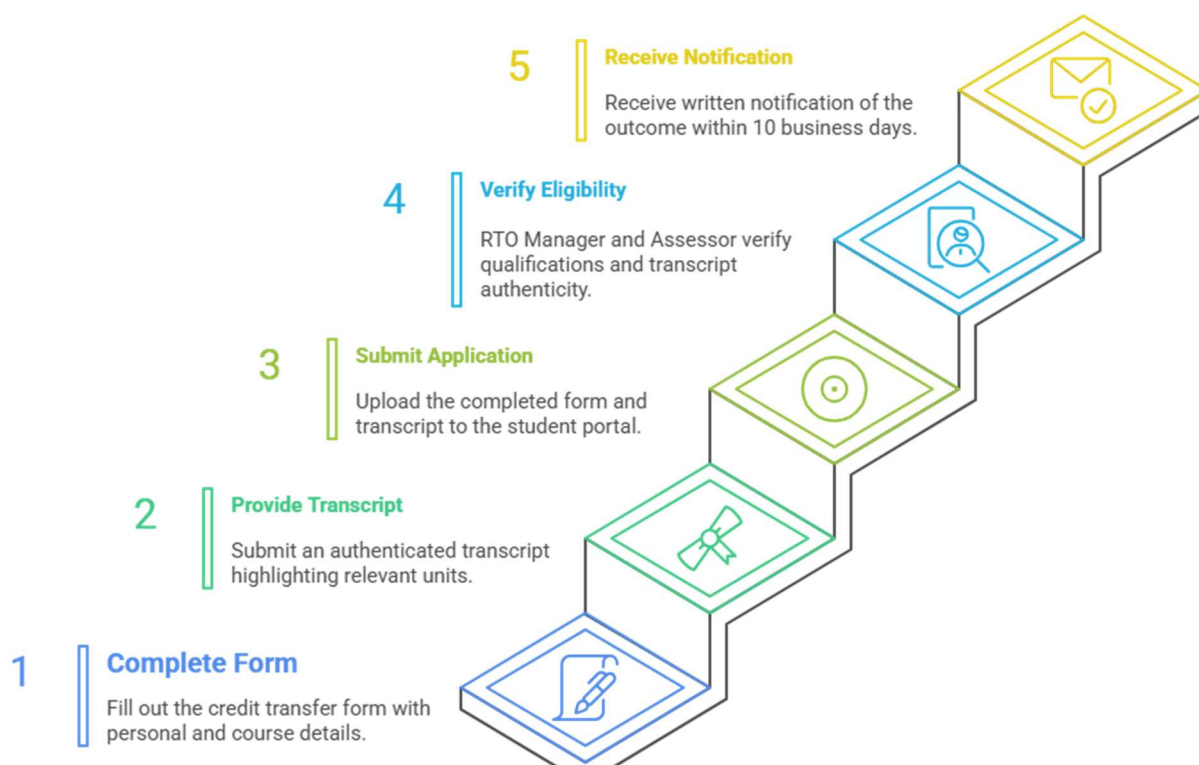 5
Receive Notification
Receive written notification of the
outcome within 10 business days.
4
Verify Eligibility
RTO Manager and Assessor verify
qualifications and transcript
authenticity.
3
Submit Application
Upload the completed form and
transcript to the student portal.
2
Provide Transcript
Submit an authenticated transcript
highlighting relevant units.
1
Complete Form
Fill out the credit transfer form with
personal and course details.